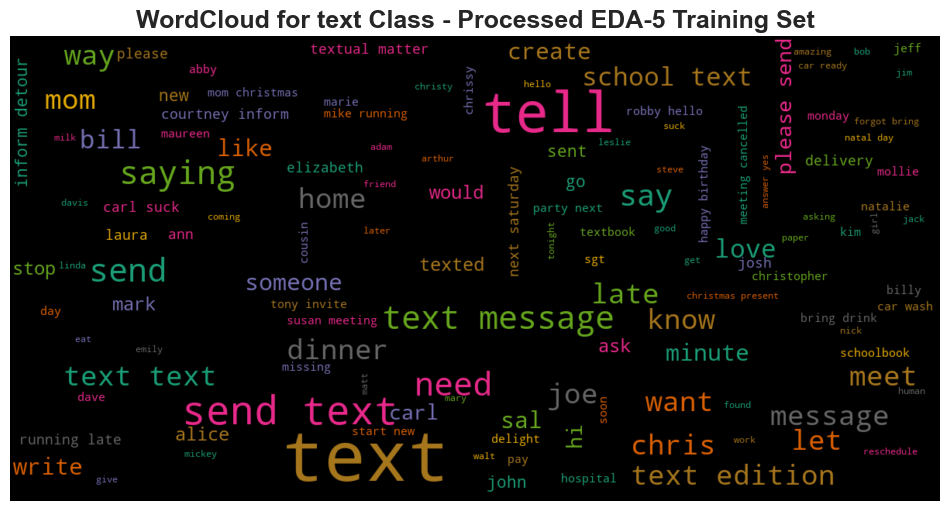 WordCloud for text Class - Processed EDA-5 Training Set
way
please
textual matter
create
please send
amazing
bob
jeff
abby
school text
car ready
jim
inform detour
mom
new
mom christmas
christy
chrissy
hello
tell
marie
mike running
courtney inform
robby hello
monday
forgot bring
milk
bill
maureen
like
adam
suck
leslie
meeting cancelled
natal day
saying
elizabeth
arthur
sent
happy birthday
answer yes
delivery
mollie
friend
steve
go
davis
carl suck
home
would
say
party next
natalie
coming
next saturday
asking
girl
jack
laura
ann
cousin
later
tonight
textbook
good
love
paper
kim
stop
linda
send
texted
sgt
get
josh
christopher
someone
mark
late
christmas present
billy
day
tony invite
car wash
susan meeting
text message
know
bring drink
nick
eat
emily
dinner
ask
minute
schoolbook
missing
text text
matt
need
meet
human
dave
mary
joe
want
found
send text
carl
sal
soon
message
running late
alice
start new
delight
hi
chris
work
let
mickey
text
walt
pay
reschedule
write
give
john
hospital
text edition